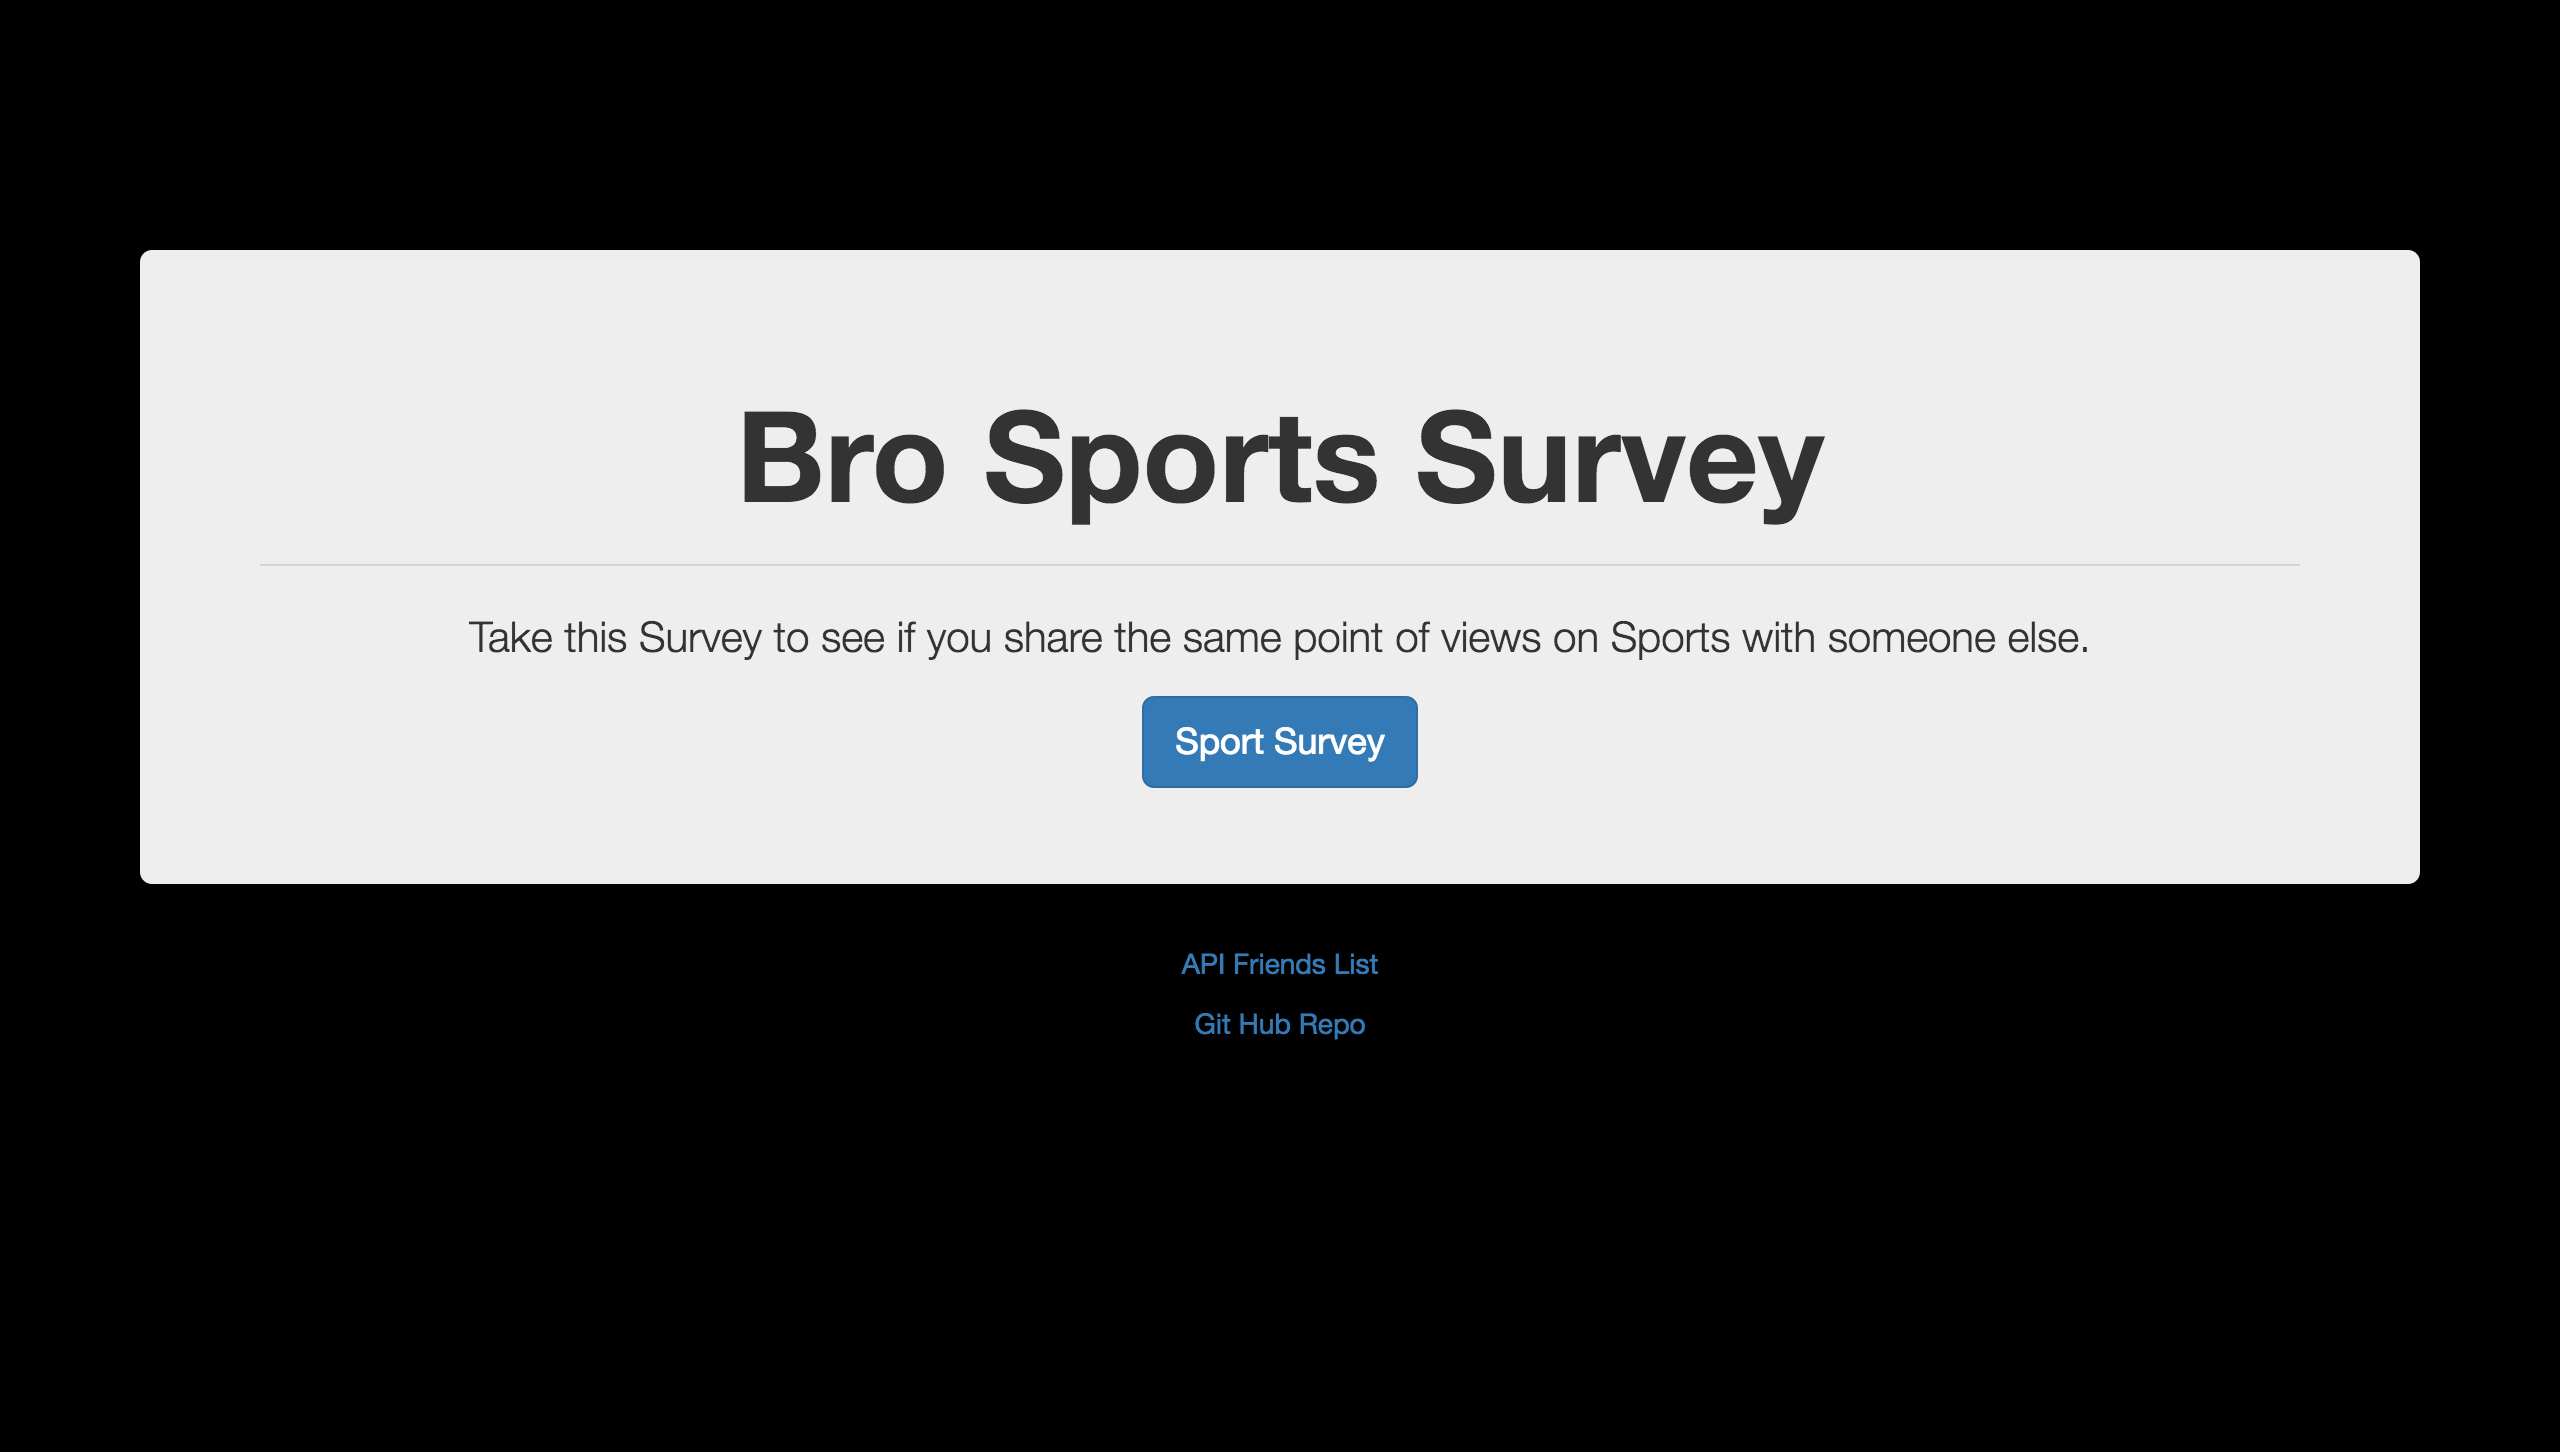 Bro Sports Survey
Take this Survey to see if you share the same point of views on Sports with someone else.
Sport Survey
API Friends List
Git Hub Repo